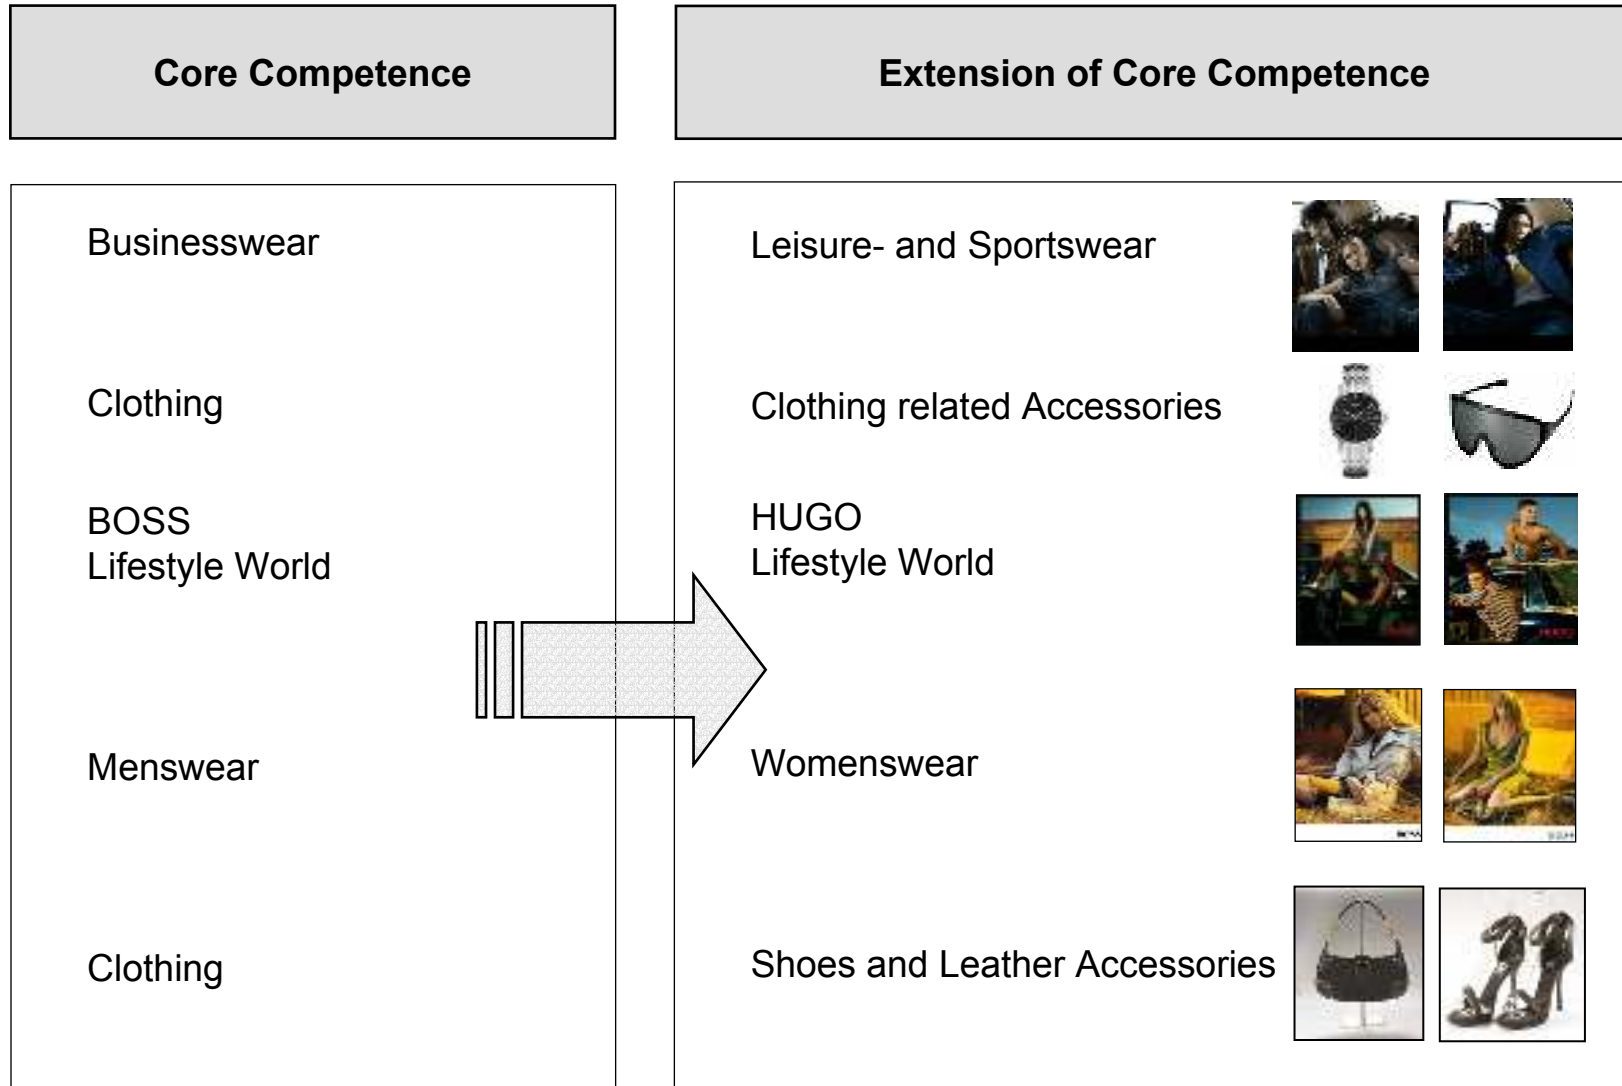 Core Competence
Extension of Core Competence
Businesswear
Leisure- and Sportswear
Clothing
Clothing related Accessories
BOSS
Lifestyle World
HUGO
Lifestyle World
Menswear
Womenswear
Clothing
Shoes and Leather Accessories